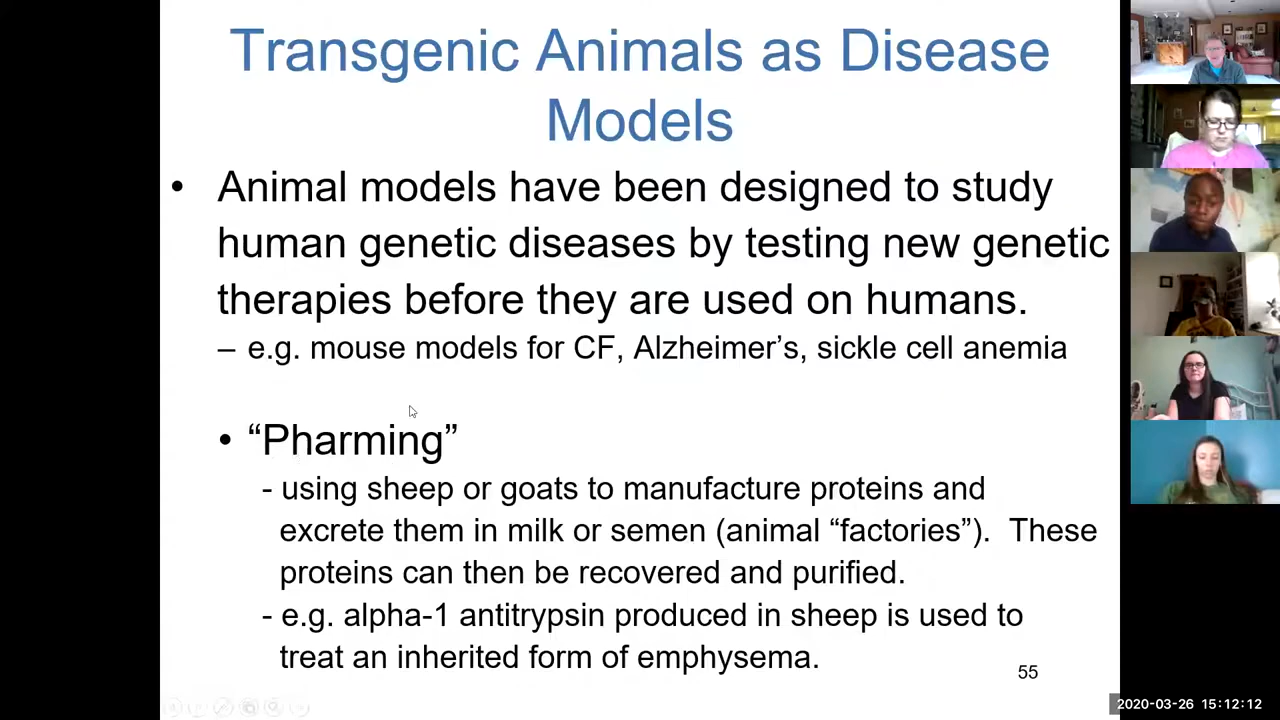 Transgenic Animals as Disease
Models
• Animal models have been designed to study
human genetic diseases by testing new genetic
therapies before they are used on humans.
– e.g. mouse models for CF, Alzheimer’s, sickle cell anemia
• “Pharming”
- using sheep or goats to manufacture proteins and
excrete them in milk or semen (animal “factories”). These
proteins can then be recovered and purified.
- e.g. alpha-1 antitrypsin produced in sheep is used to
treat an inherited form of emphysema.
55
2020-03-26 15:12:12